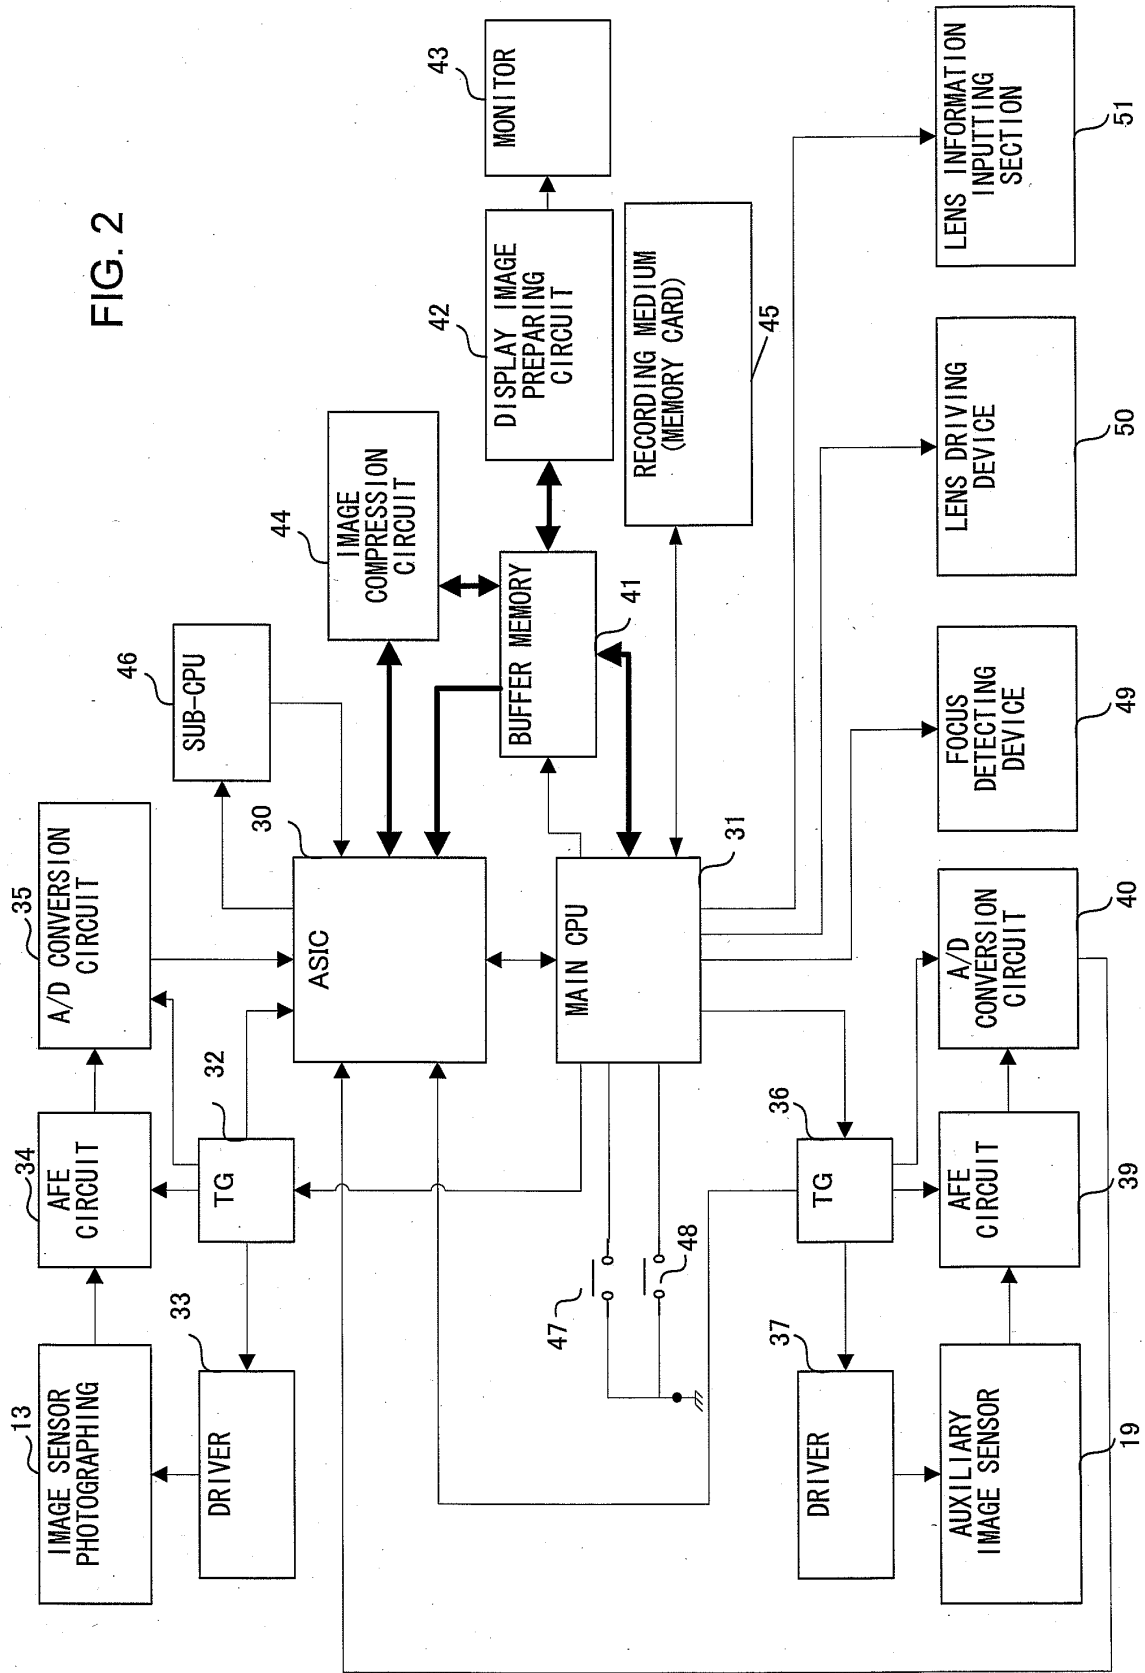 FIG. 2
13
IMAGE SENSOR
PHOTOGRAPHING
34
AFE
CIRCUIT
35
A/D CONVERSION
CIRCUIT
46
SUB-CPU
33
DRIVER
32
TG
30
ASIC
44
IMAGE
COMPRESSION
CIRCUIT
42
DISPLAY IMAGE
PREPARING
CIRCUIT
43
MONITOR
BUFFER MEMORY
41
47
48
MAIN CPU
31
RECORDING MEDIUM
(MEMORY CARD)
45
37
DRIVER
36
TG
AUXILIARY
IMAGE SENSOR
19
AFE
CIRCUIT
39
A/D
CONVERSION
CIRCUIT
40
FOCUS
DETECTING
DEVICE
49
LENS DRIVING
DEVICE
50
LENS INFORMATION
INPUTTING
SECTION
51